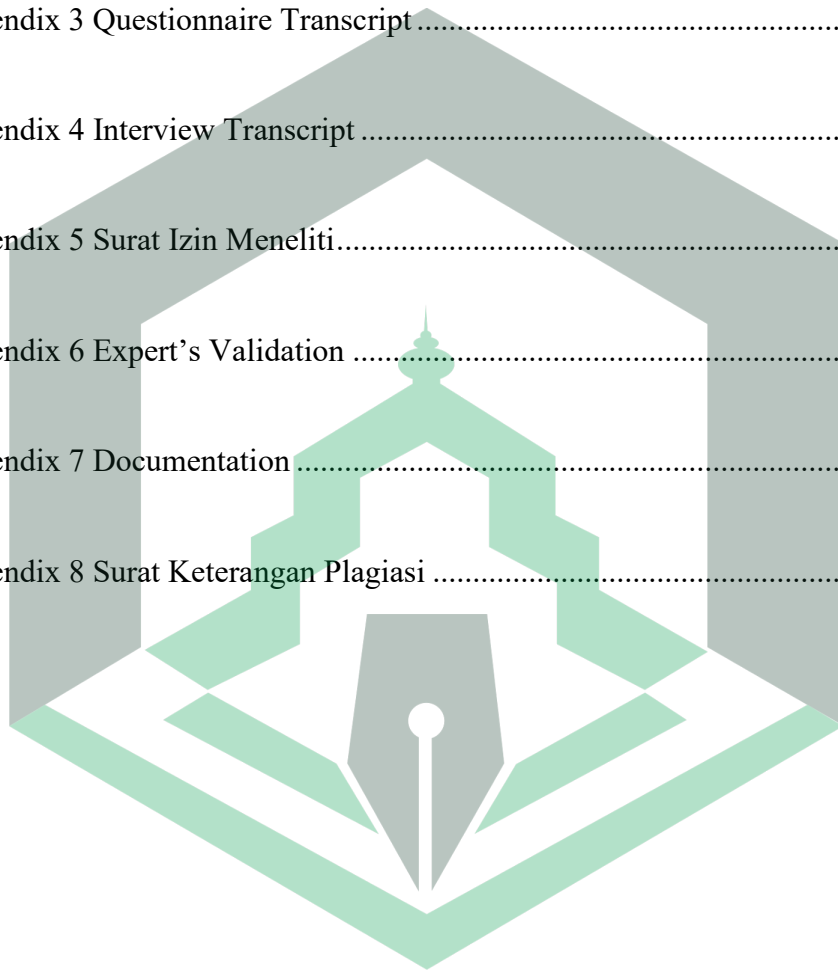 endix 3 Questionnaire Transcript.......................................................
endix 4 Interview Transcript..............................................................
endix 5 Surat Izin Meneliti.................................................................
endix 6 Expert’s Validation ..............................................................
endix 7 Documentation......................................................................
endix 8 Surat Keterangan Plagiasi ....................................................